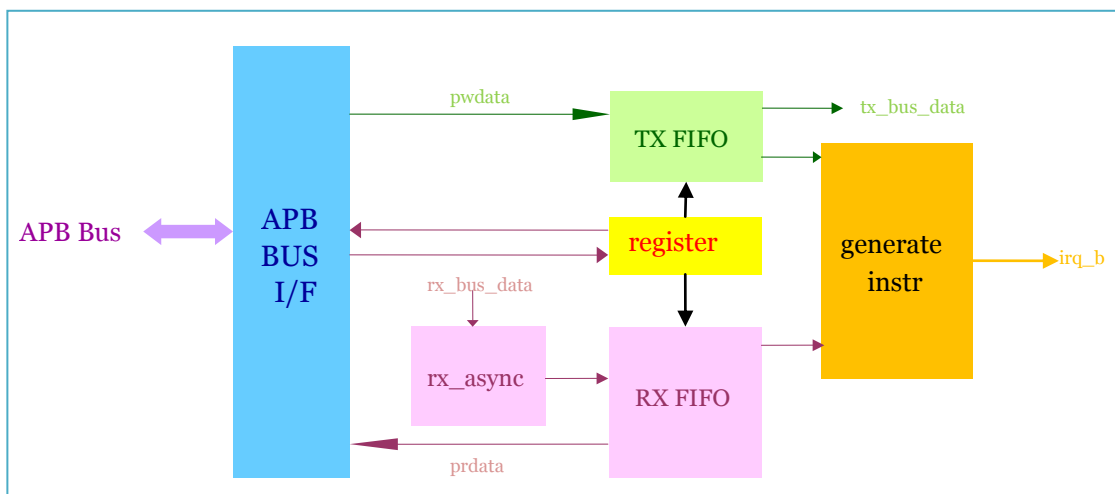 pwdata
tx_bus_data
TX FIFO
APB Bus
APB
BUS
I/F
register
generate
instr
irq_b
rx_bus_data
rx_async
RX FIFO
prdata